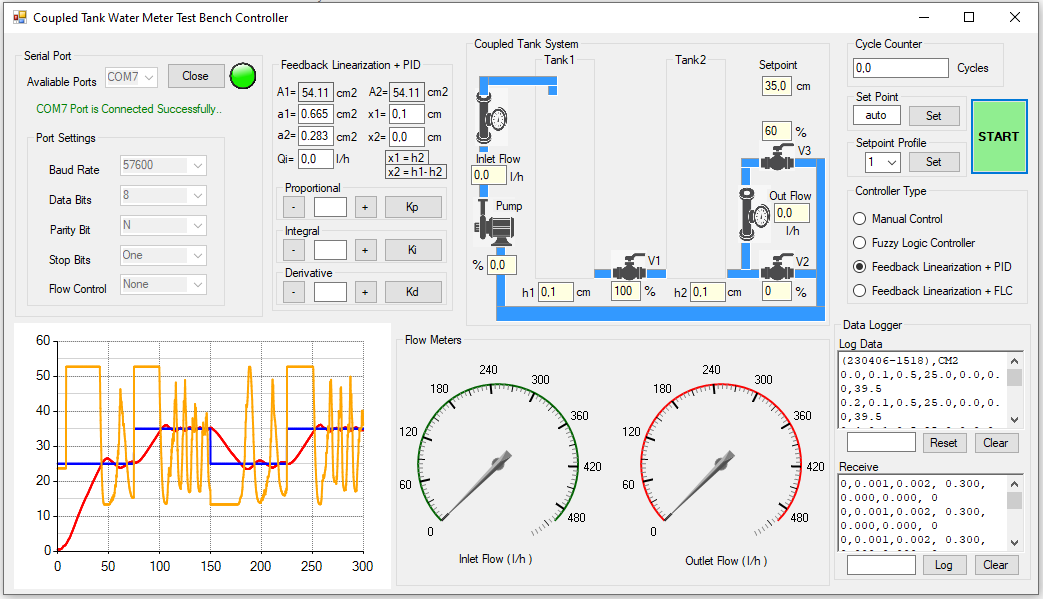 Coupled Tank Water Meter Test Bench Controller
Serial Port
Avaliable Ports COM7 Close
COM7 Port is Connected Successfully..
Port Settings
Baud Rate 57600
Data Bits 8
Parity Bit N
Stop Bits One
Flow Control None
Feedback Linearization + PID
A1= 54.11 cm2 A2= 54.11 cm2
a1= 0.665 cm2 x1= 0,1 cm
a2= 0.283 cm2 x2= 0,0 cm
Qi= 0,0 l/h x1 = h2
x2 = h1- h2
Proportional
- + Kp
Integral
- + Ki
Derivative
- + Kd
Coupled Tank System
Tank1
Tank2
Setpoint
35,0 cm
60 %
V3
Inlet Flow
0,0 l/h
Out Flow
0,0
l/h
Pump
% 0,0
V1
V2
h1 0,1 cm 100 % h2 0,1 cm 0 %
Cycle Counter
0,0 Cycles
Set Point
auto Set
START
Setpoint Profile
1 Set
Controller Type
Manual Control
Fuzzy Logic Controller
Feedback Linearization + PID
Feedback Linearization + FLC
60
50
40
30
20
10
0
0 50 100 150 200 250 300
Flow Meters
0 60 120 180 240 300 360 420 480
Inlet Flow ( l/h )
0 60 120 180 240 300 360 420 480
Outlet Flow ( l/h )
Data Logger
Log Data
(230406-1518),CM2
0.0,0.1,0.5,25.0,0.0,0.
0,39.5
0.2,0.1,0.5,25.0,0.0,0.
0,39.5
Reset Clear
Receive
0,0.001,0.002, 0.300,
0.000,0.000, 0
0,0.001,0.002, 0.300,
0.000,0.000, 0
0,0.001,0.002, 0.300,
Log Clear